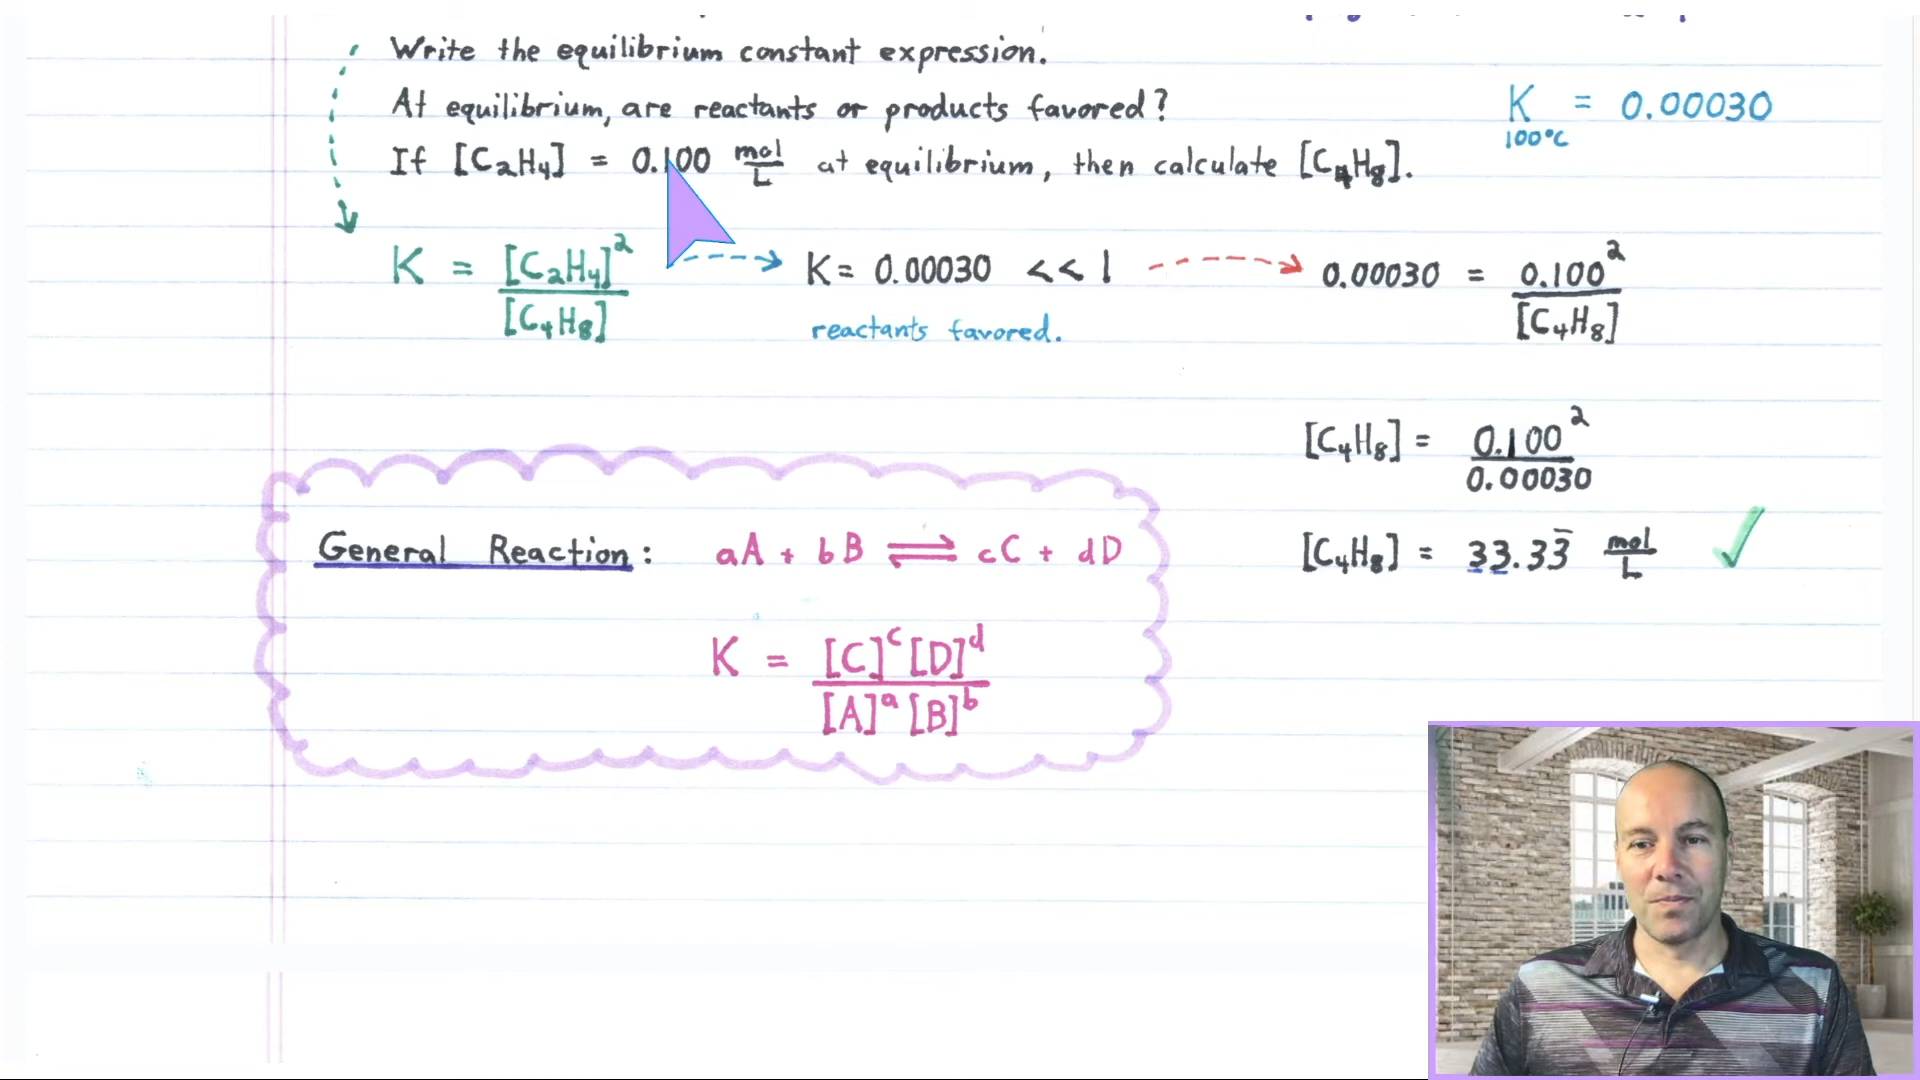 Write the equilibrium constant expression.
At equilibrium, are reactants or products favored?
K = 0.00030
100°C
If [C₂H₄] = 0.100 mol/L at equilibrium, then calculate [C₄H₈].
K = [C₂H₄]² / [C₄H₈]
K = 0.00030 << 1
reactants favored.
0.00030 = 0.100² / [C₄H₈]
[C₄H₈] = 0.100² / 0.00030
[C₄H₈] = 33.33̅ mol/L ✓
General Reaction: aA + bB ⇌ cC + dD
K = [C]ᶜ[D]ᵈ / [A]ᵃ[B]ᵇ